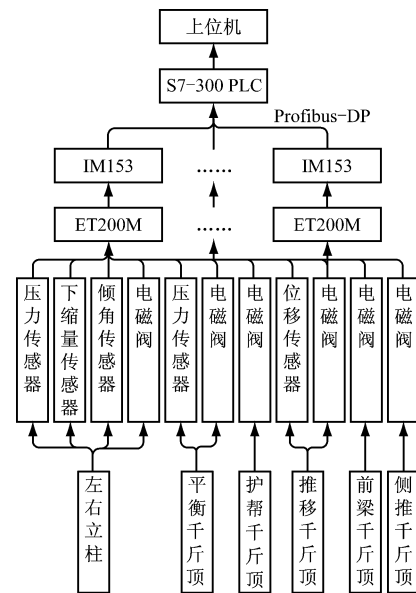 上位机
S7-300 PLC
Profibus-DP
IM153
……
IM153
ET200M
……
ET200M
压力传感器
下缩量传感器
倾角传感器
电磁阀
压力传感器
电磁阀
电磁阀
位移传感器
电磁阀
电磁阀
电磁阀
左右立柱
平衡千斤顶
护帮千斤顶
推移千斤顶
前梁千斤顶
侧推千斤顶